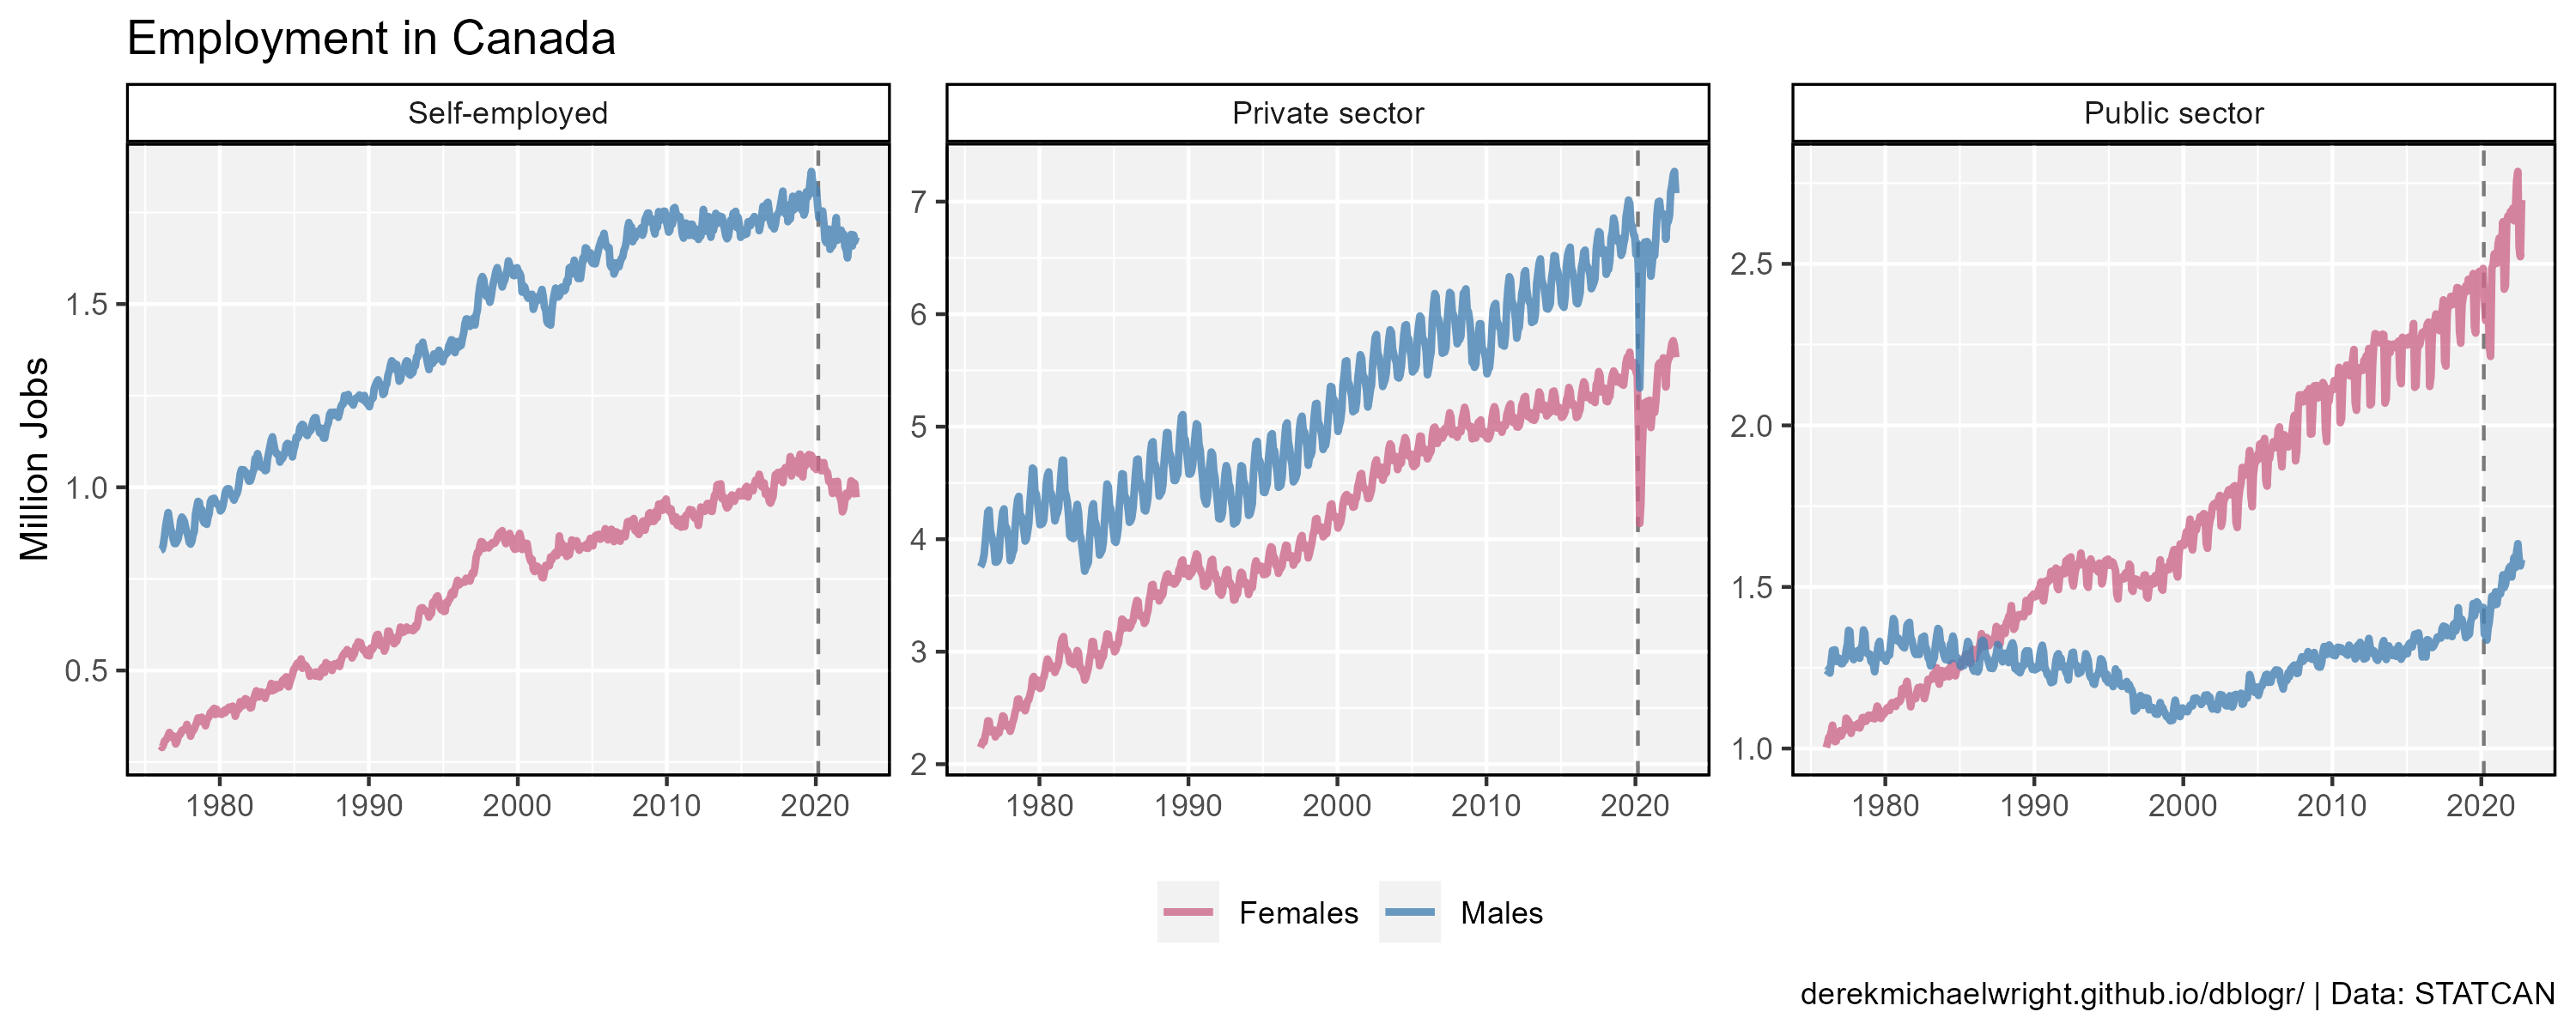 Employment in Canada
Self-employed
Private sector
Public sector
Million Jobs
1.5
1.0
0.5
1980 1990 2000 2010 2020
7
6
5
4
3
2
1980 1990 2000 2010 2020
2.5
2.0
1.5
1.0
1980 1990 2000 2010 2020
Females Males
derekmichaelwright.github.io/dblogr/ | Data: STATCAN